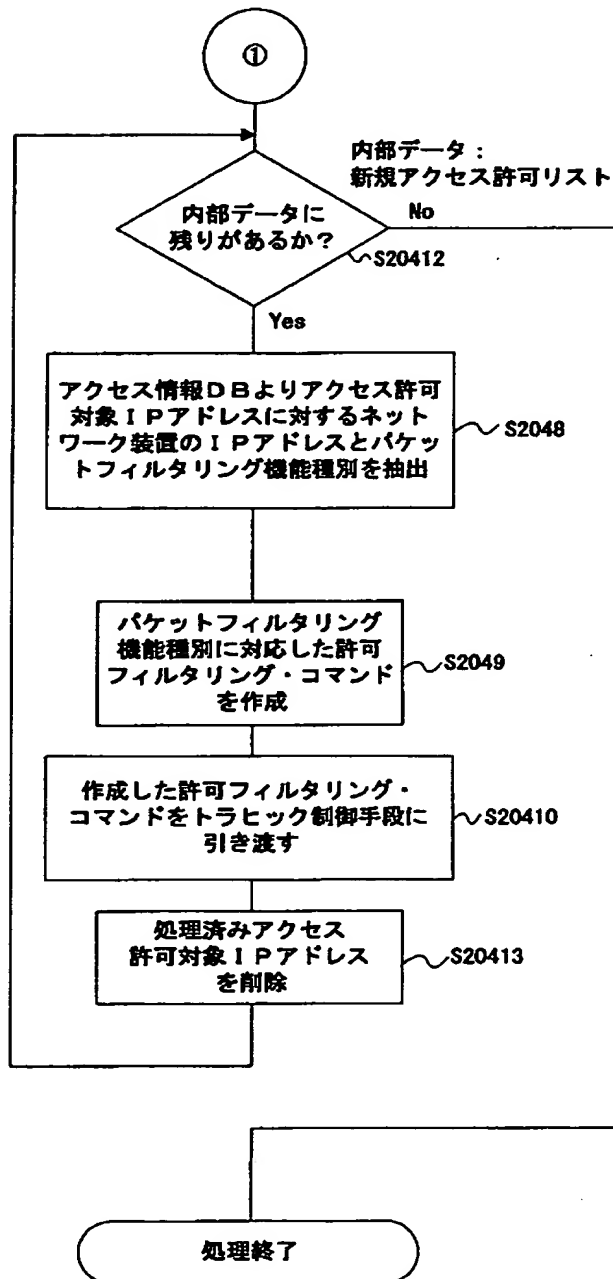 ①
内部データ：
新規アクセス許可リスト
内部データに
残りがあるか？
No
S20412
Yes
アクセス情報ＤＢよりアクセス許可
対象ＩＰアドレスに対するネット
ワーク装置のＩＰアドレスとパケッ
トフィルタリング機能種別を抽出
S2048
パケットフィルタリング
機能種別に対応した許可
フィルタリング・コマンド
を作成
S2049
作成した許可フィルタリング・
コマンドをトラヒック制御手段に
引き渡す
S20410
処理済みアクセス
許可対象ＩＰアドレス
を削除
S20413
処理終了